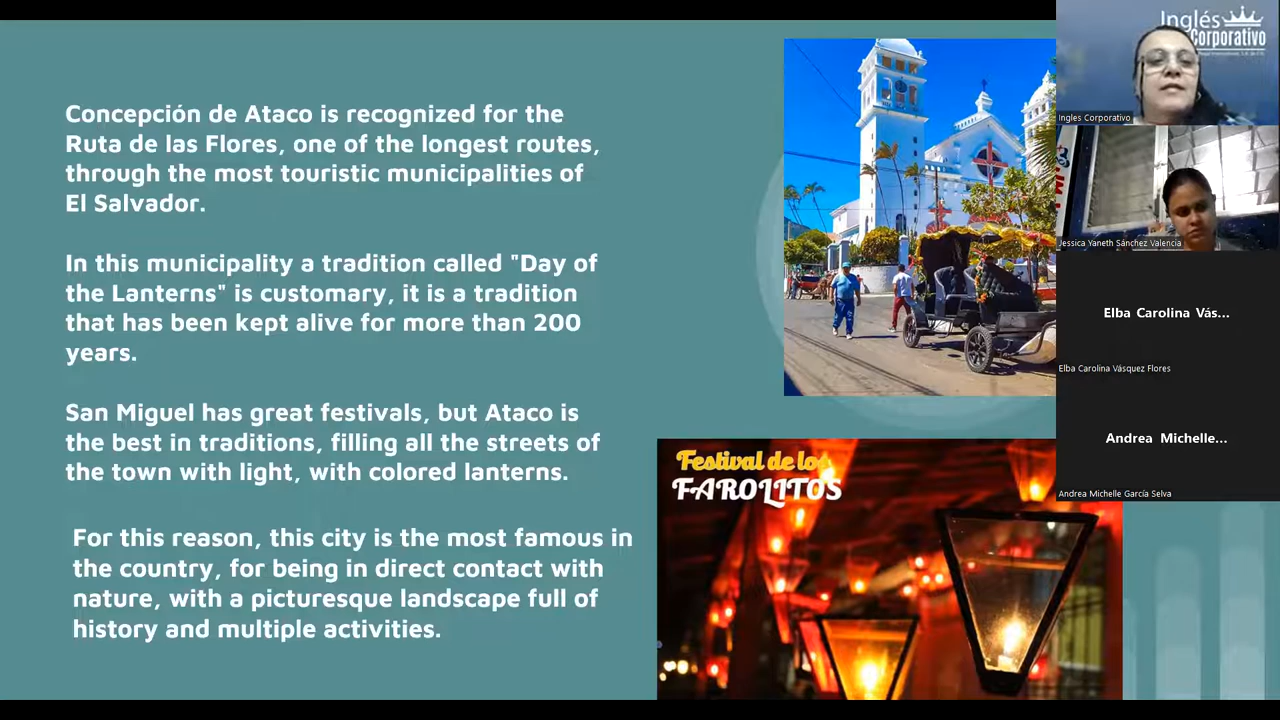 Concepción de Ataco is recognized for the
Ruta de las Flores, one of the longest routes,
through the most touristic municipalities of
El Salvador.
In this municipality a tradition called "Day of
the Lanterns" is customary, it is a tradition
that has been kept alive for more than 200
years.
San Miguel has great festivals, but Ataco is
the best in traditions, filling all the streets of
the town with light, with colored lanterns.
For this reason, this city is the most famous in
the country, for being in direct contact with
nature, with a picturesque landscape full of
history and multiple activities.
Festival de los
FAROLITOS
Inglés
Corporativo
Ingles Corporativo
Jessica Yaneth Sánchez Valencia
Elba Carolina Vás...
Elba Carolina Vásquez Flores
Andrea Michelle...
Andrea Michelle García Selva